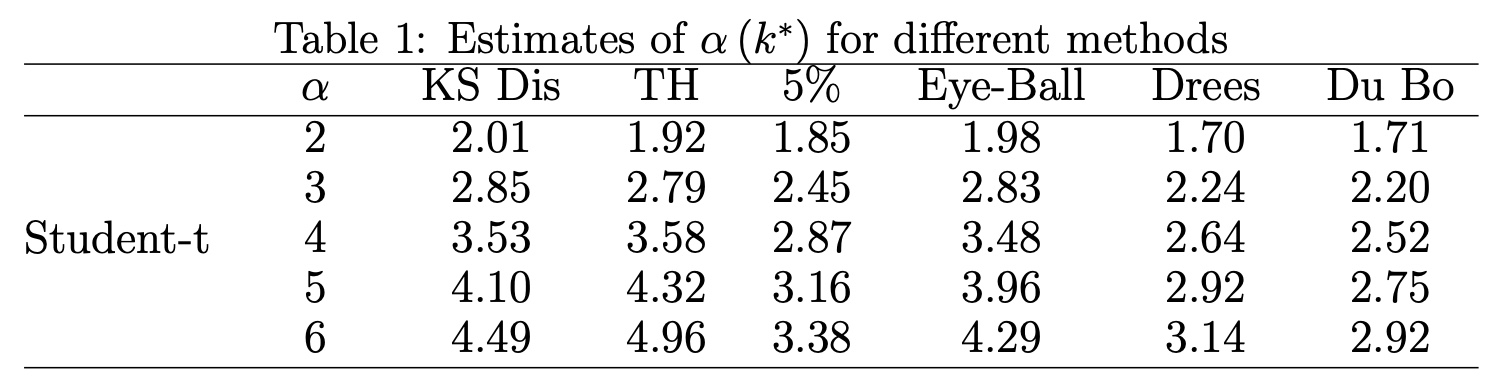 Table 1: Estimates of α (k*) for different methods
α KS Dis TH 5% Eye-Ball Drees Du Bo
2 2.01 1.92 1.85 1.98 1.70 1.71
3 2.85 2.79 2.45 2.83 2.24 2.20
Student-t 4 3.53 3.58 2.87 3.48 2.64 2.52
5 4.10 4.32 3.16 3.96 2.92 2.75
6 4.49 4.96 3.38 4.29 3.14 2.92